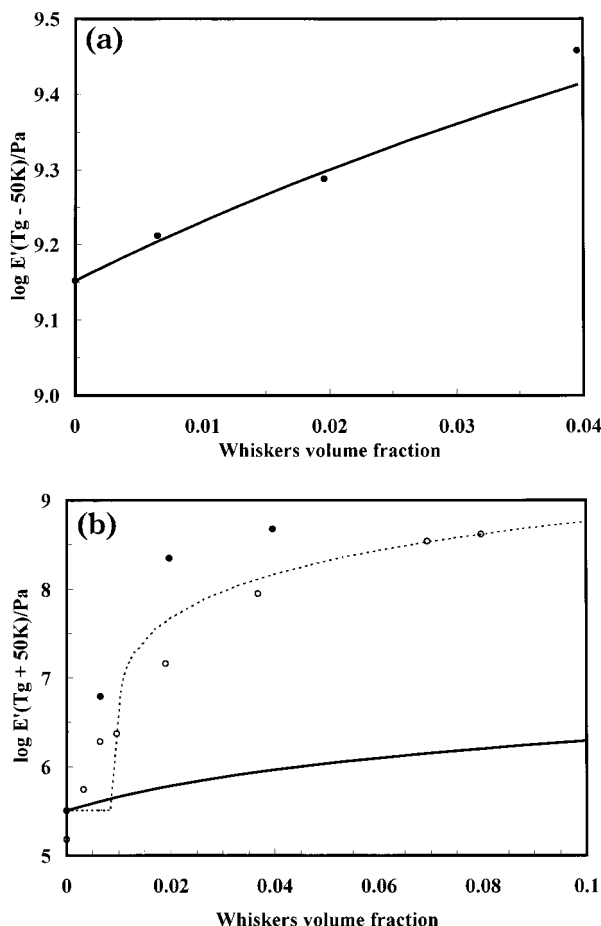 (a)
log E'(Tg - 50K)/Pa
9.5
9.4
9.3
9.2
9.1
9.0
0 0.01 0.02 0.03 0.04
Whiskers volume fraction
(b)
log E'(Tg + 50K)/Pa
9
8
7
6
5
0 0.02 0.04 0.06 0.08 0.1
Whiskers volume fraction